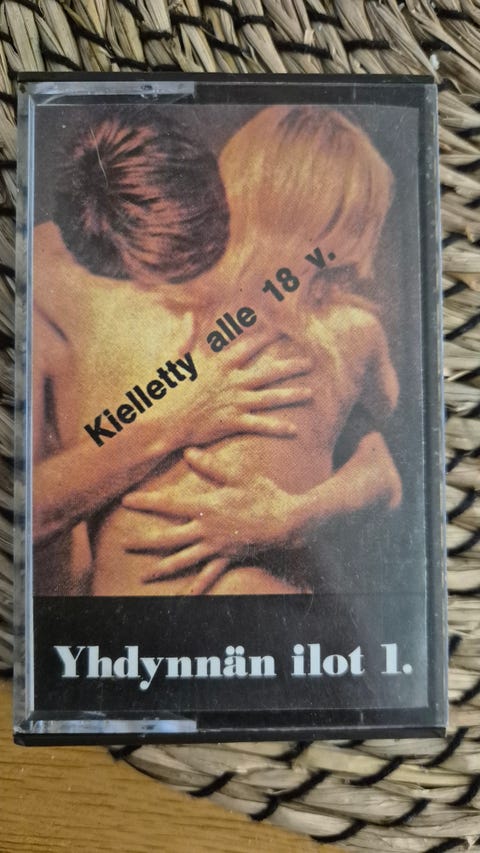 Kielletty alle 18 v.
Yhdynnän ilot 1.